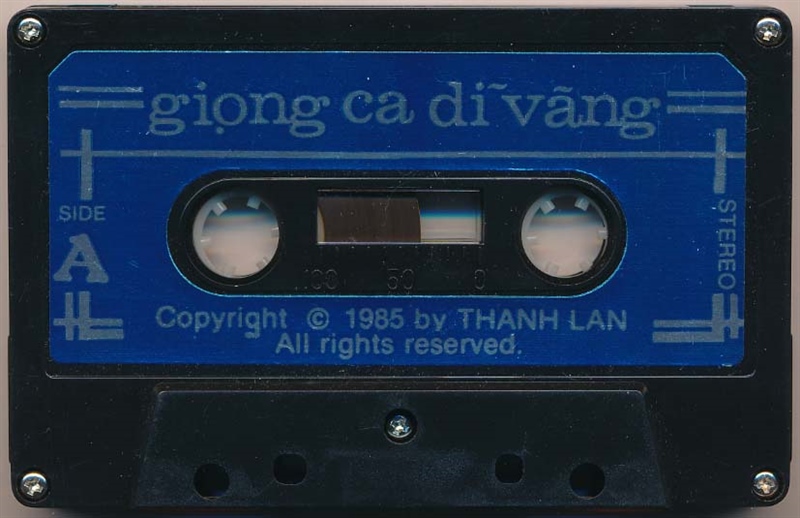 giọng ca dĩ vãng
SIDE
A
STEREO
100 50 0
Copyright © 1985 by THANH LAN
All rights reserved.